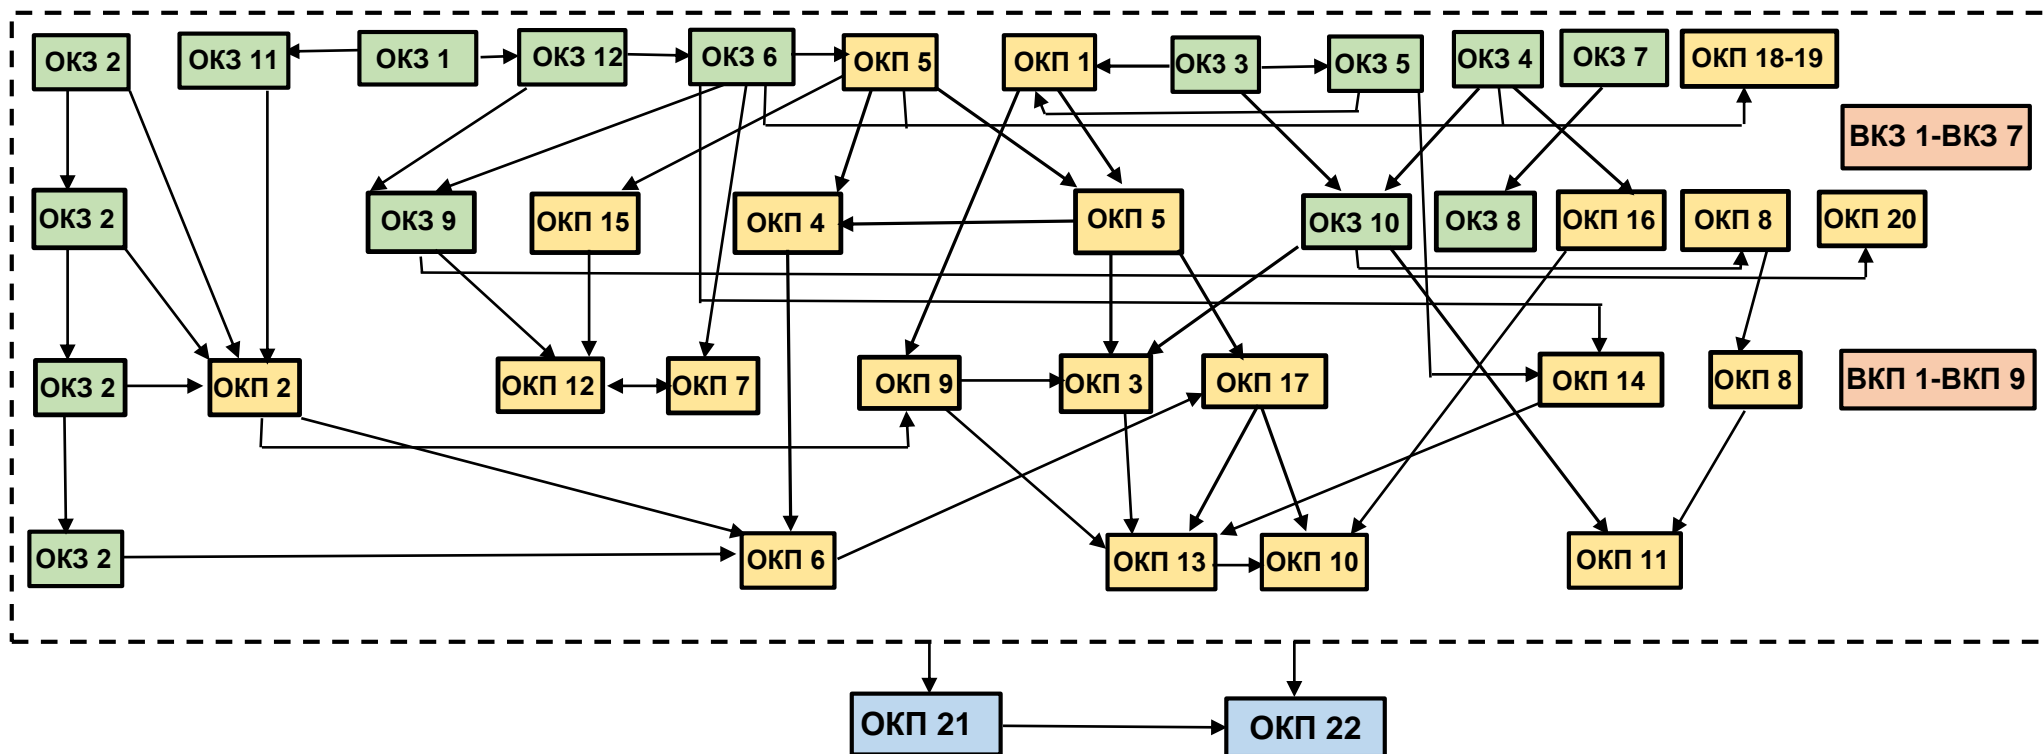 ОКЗ 2
ОКЗ 11
ОКЗ 1
ОКЗ 12
ОКЗ 6
ОКП 5
ОКП 1
ОКЗ 3
ОКЗ 5
ОКЗ 4
ОКЗ 7
ОКП 18-19
ВКЗ 1-ВКЗ 7
ОКЗ 2
ОКЗ 9
ОКП 15
ОКП 4
ОКП 5
ОКЗ 10
ОКЗ 8
ОКП 16
ОКП 8
ОКП 20
ОКЗ 2
ОКП 2
ОКП 12
ОКП 7
ОКП 9
ОКП 3
ОКП 17
ОКП 14
ОКП 8
ВКП 1-ВКП 9
ОКЗ 2
ОКП 6
ОКП 13
ОКП 10
ОКП 11
ОКП 21
ОКП 22